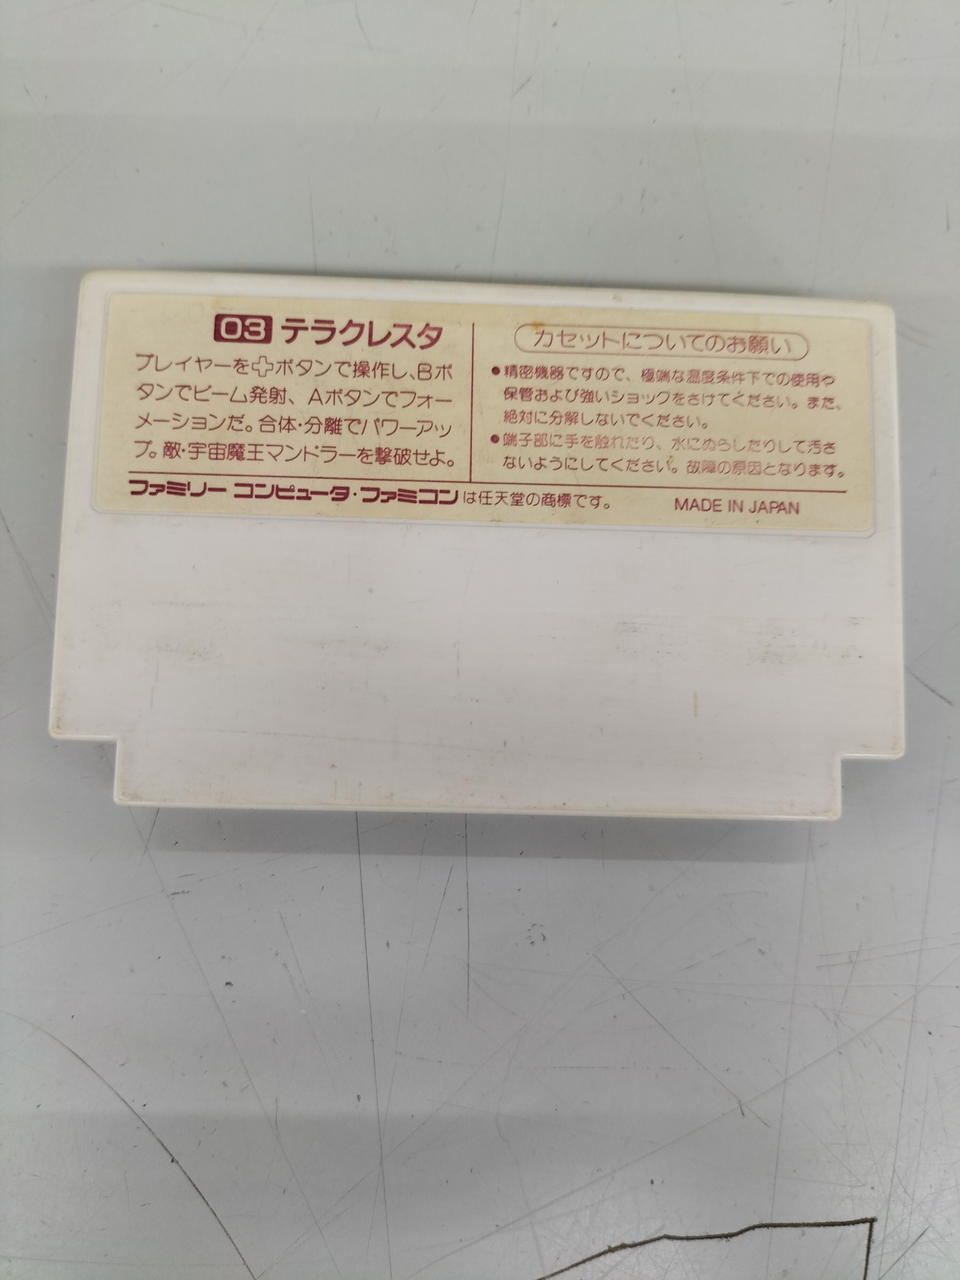 03 テラクレスタ
プレイヤーを✚ボタンで操作し、Bボ
タンでビーム発射、Aボタンでフォー
メーションだ。合体・分離でパワーアッ
プ。敵・宇宙魔王マンドラーを撃破せよ。
カセットについてのお願い
●精密機器ですので、極端な温度条件下での使用や
保管および強いショックをさけてください。また、
絶対に分解しないでください。
●端子部に手を触れたり、水にぬらしたりして汚さ
ないようにしてください。故障の原因となります。
ファミリーコンピュータ・ファミコンは任天堂の商標です。
MADE IN JAPAN